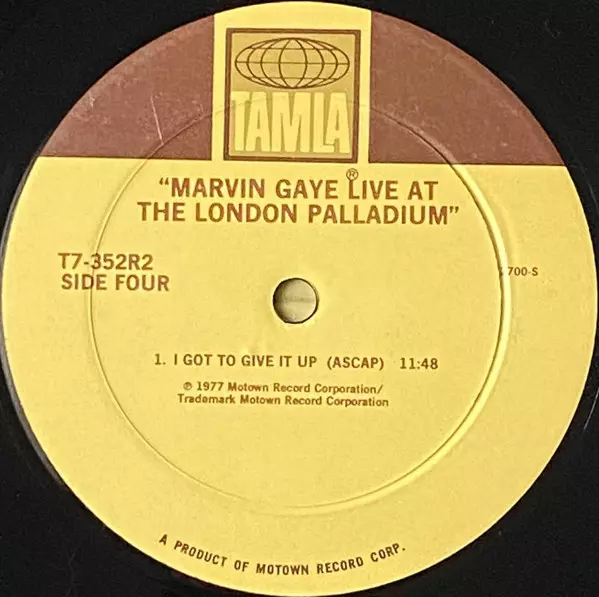 TAMLA
®
"MARVIN GAYE LIVE AT
THE LONDON PALLADIUM"
T7-352R2
SIDE FOUR
700-S
1. I GOT TO GIVE IT UP (ASCAP) 11:48
℗ 1977 Motown Record Corporation/
Trademark Motown Record Corporation
A PRODUCT OF MOTOWN RECORD CORP.